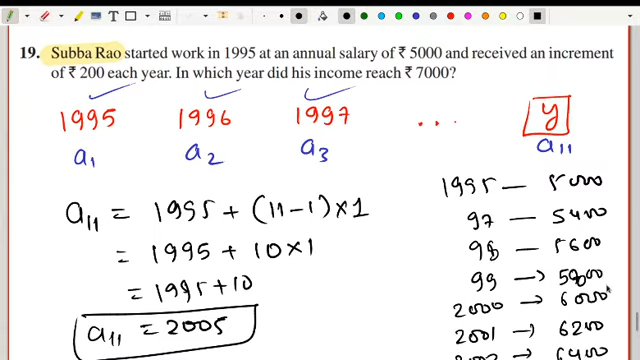 19. Subba Rao started work in 1995 at an annual salary of ₹ 5000 and received an increment
of ₹ 200 each year. In which year did his income reach ₹ 7000?
1995 1996 1997 ... y
a1 a2 a3 a11
a11 = 1995 + (11-1)×1
= 1995 + 10×1
= 1995 + 10
a11 = 2005
1995 — 5000
97 — 5400
98 — 5600
99 → 5800
2000 → 6000
2001 → 6200
6400